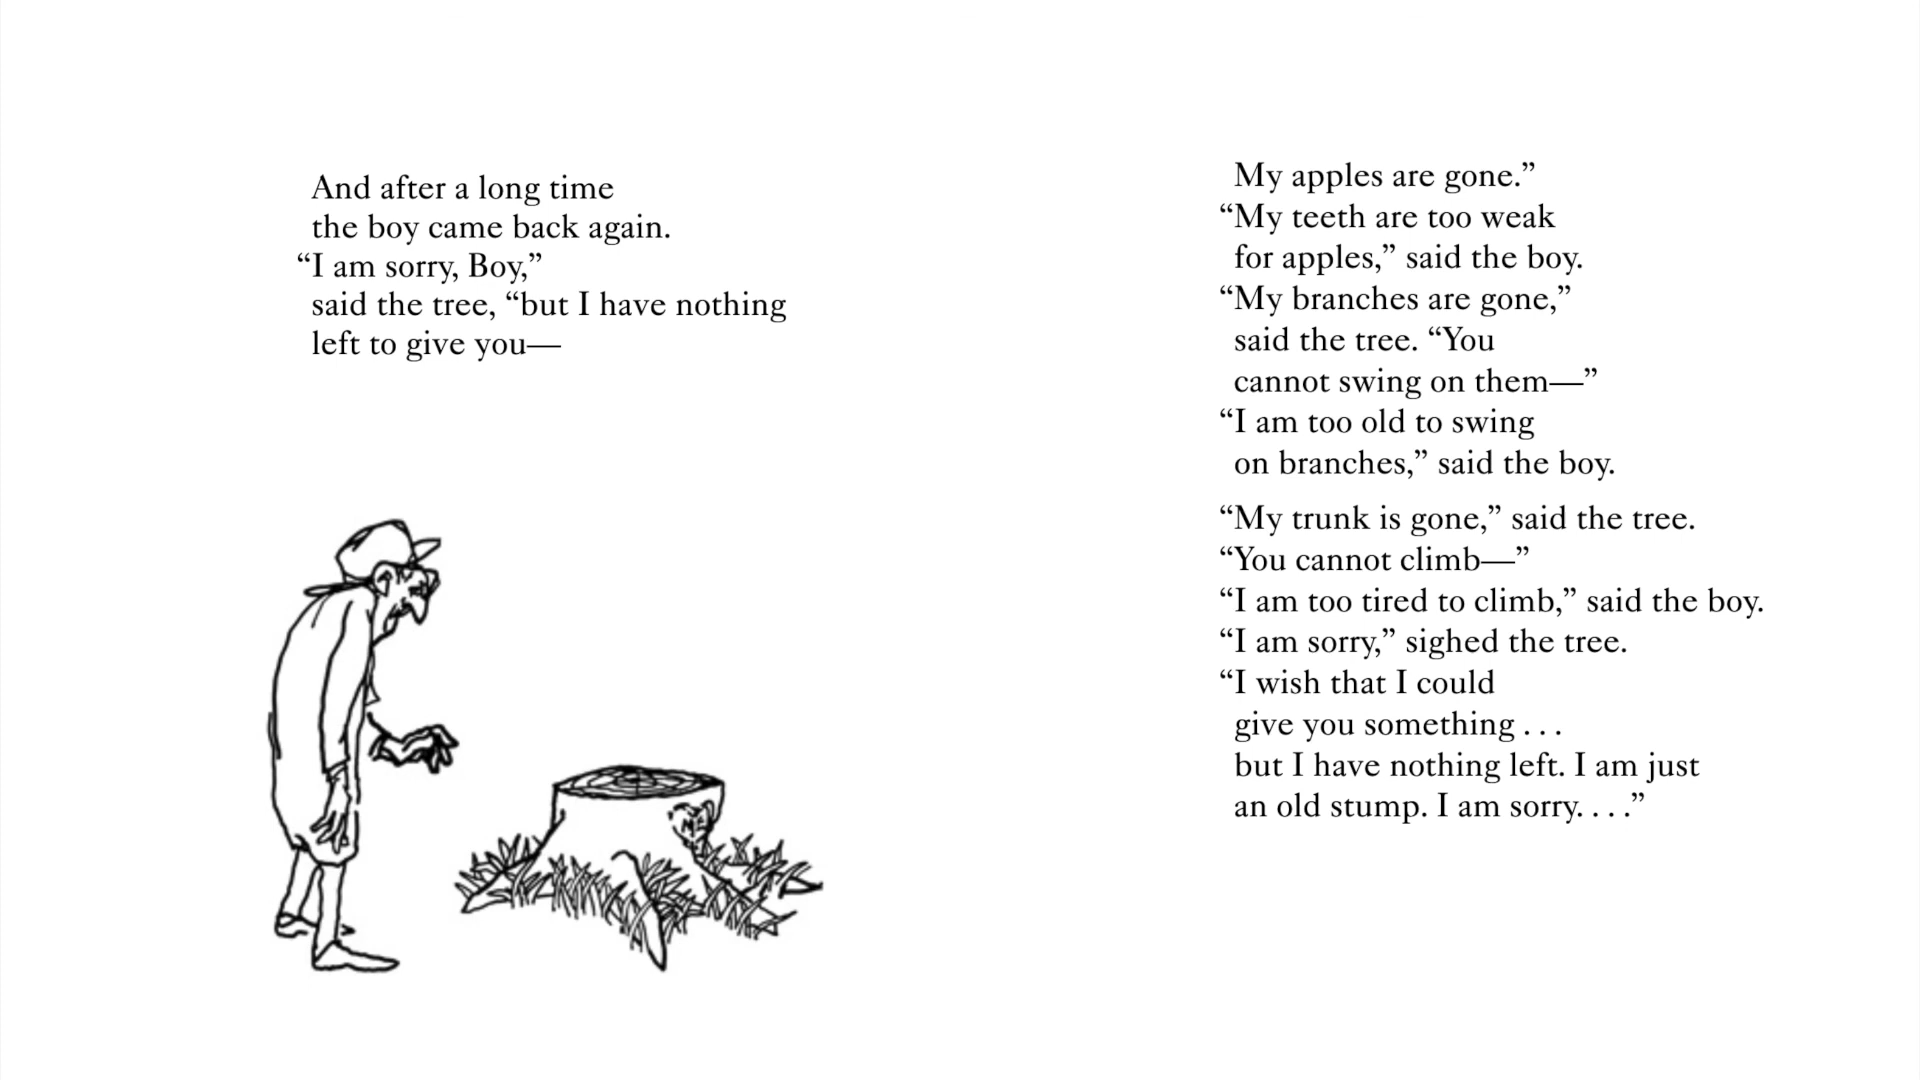 And after a long time
the boy came back again.
“I am sorry, Boy,”
said the tree, “but I have nothing
left to give you—
My apples are gone.”
“My teeth are too weak
for apples,” said the boy.
“My branches are gone,”
said the tree. “You
cannot swing on them—”
“I am too old to swing
on branches,” said the boy.
“My trunk is gone,” said the tree.
“You cannot climb—”
“I am too tired to climb,” said the boy.
“I am sorry,” sighed the tree.
“I wish that I could
give you something . . .
but I have nothing left. I am just
an old stump. I am sorry. . . .”